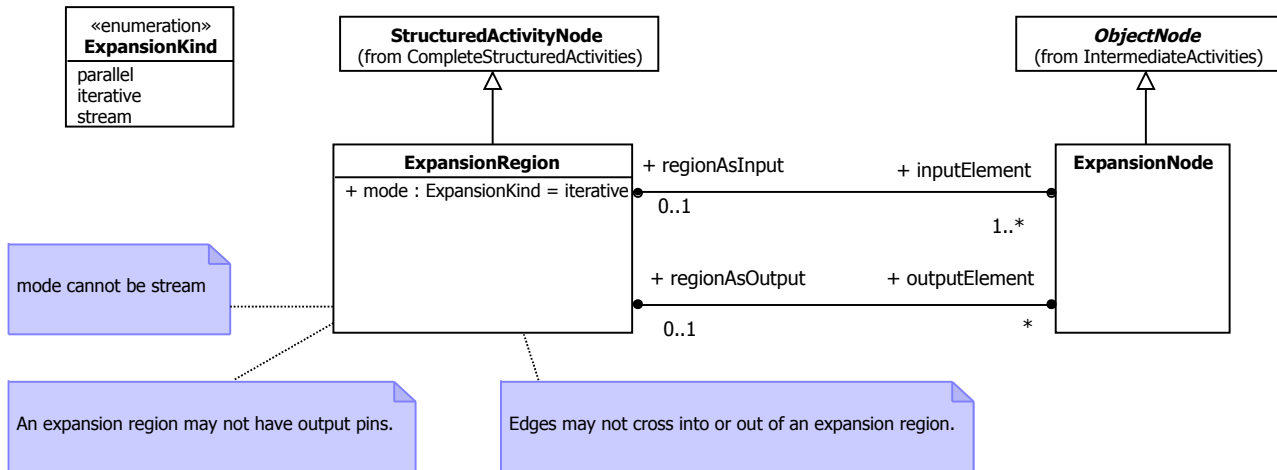 «enumeration»
ExpansionKind
parallel
iterative
stream
StructuredActivityNode
(from CompleteStructuredActivities)
ObjectNode
(from IntermediateActivities)
ExpansionRegion
+ mode : ExpansionKind = iterative
+ regionAsInput
+ inputElement
0..1
1..*
ExpansionNode
+ regionAsOutput
+ outputElement
0..1
*
mode cannot be stream
An expansion region may not have output pins.
Edges may not cross into or out of an expansion region.